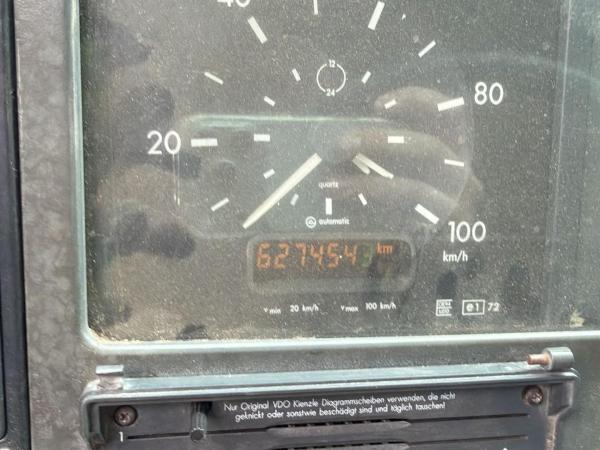 12
24
80
20
quartz
automatic
100
km/h
627454 km
v min 20 km/h v max 100 km/h
e1 72
Nur Original VDO Kienzle Diagrammscheiben verwenden, die nicht
geknickt oder sonstwie beschädigt sind und täglich tauschen!
1